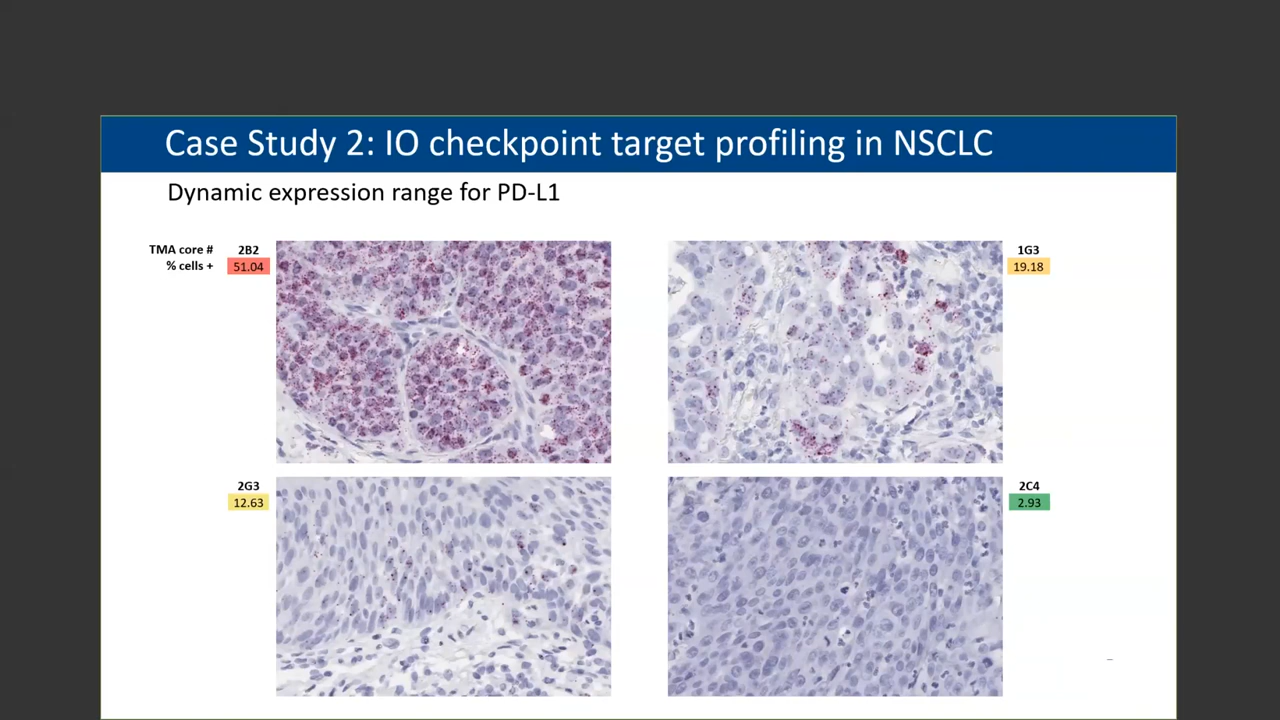 Case Study 2: IO checkpoint target profiling in NSCLC
Dynamic expression range for PD-L1
TMA core # 2B2
% cells + 51.04
1G3
19.18
2G3
12.63
2C4
2.93